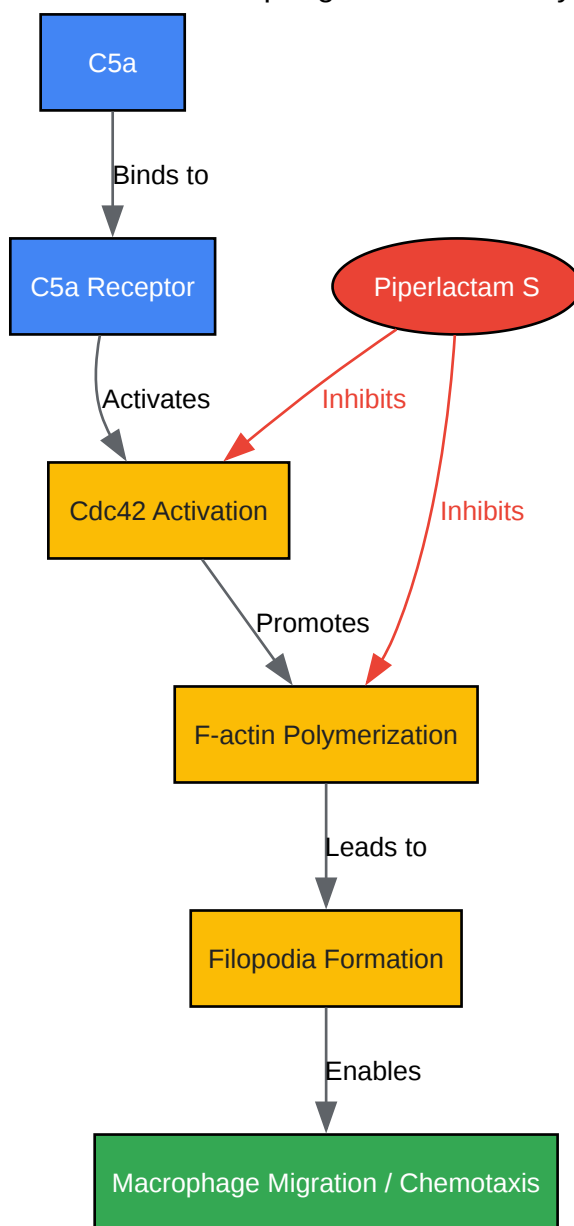 C5a
Binds to
C5a Receptor
Piperlactam S
Activates
Inhibits
Cdc42 Activation
Inhibits
Promotes
F-actin Polymerization
Leads to
Filopodia Formation
Enables
Macrophage Migration / Chemotaxis